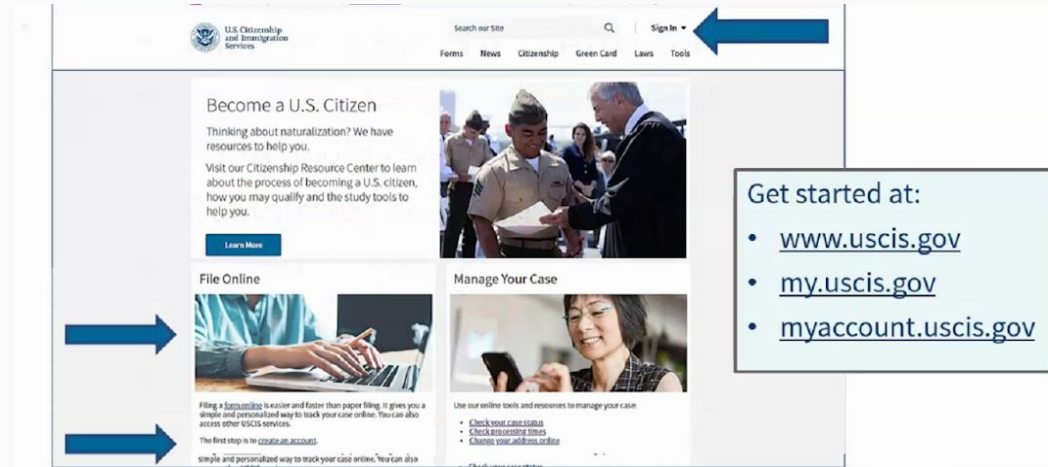 U.S. Citizenship
and Immigration
Services
Search our Site
Sign In
Forms News Citizenship Green Card Laws Tools
Become a U.S. Citizen
Thinking about naturalization? We have
resources to help you.
Visit our Citizenship Resource Center to learn
about the process of becoming a U.S. citizen,
how you may qualify and the study tools to
help you.
Learn More
File Online
Filing a form online is easier and faster than paper filing. It gives you a
simple and personalized way to track your case online. You can also
access other USCIS services.
The first step is to create an account.
simple and personalized way to track your case online. You can also
Manage Your Case
Use our online tools and resources to manage your case:
• Check your case status
• Check processing times
• Change your address online
• Check your case status
Get started at:
• www.uscis.gov
• my.uscis.gov
• myaccount.uscis.gov